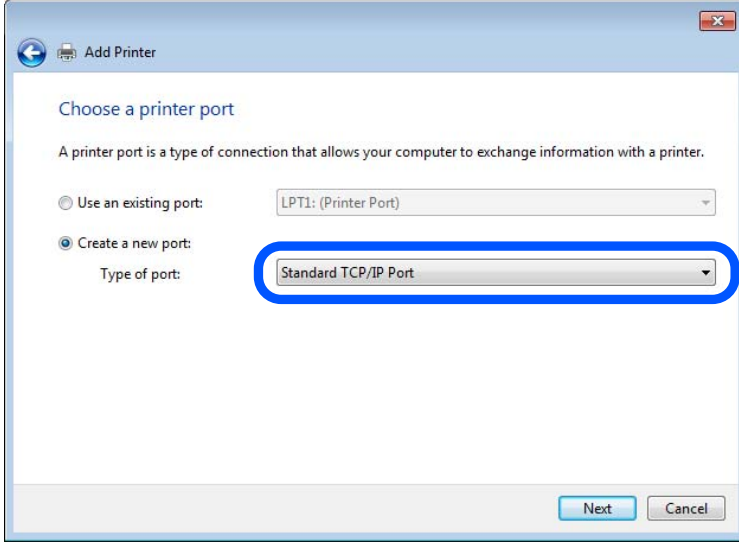 Add Printer
Choose a printer port
A printer port is a type of connection that allows your computer to exchange information with a printer.
Use an existing port: LPT1: (Printer Port)
Create a new port:
Type of port: Standard TCP/IP Port
Next Cancel